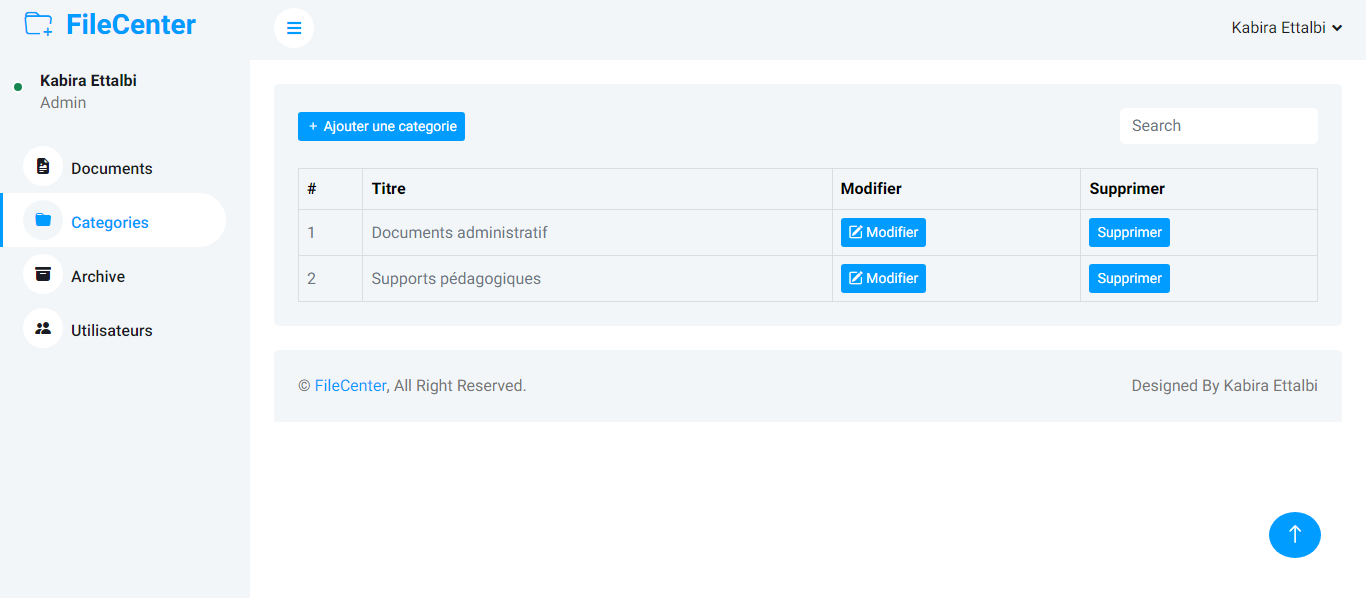 FileCenter
Kabira Ettalbi
Kabira Ettalbi
Admin
Documents
Categories
Archive
Utilisateurs
+ Ajouter une categorie
Search
# Titre Modifier Supprimer
1 Documents administratif Modifier Supprimer
2 Supports pédagogiques Modifier Supprimer
© FileCenter, All Right Reserved.
Designed By Kabira Ettalbi